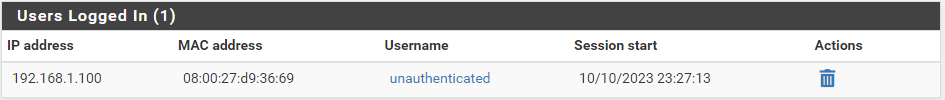 Users Logged In (1)
IP address MAC address Username Session start Actions
192.168.1.100 08:00:27:d9:36:69 unauthenticated 10/10/2023 23:27:13